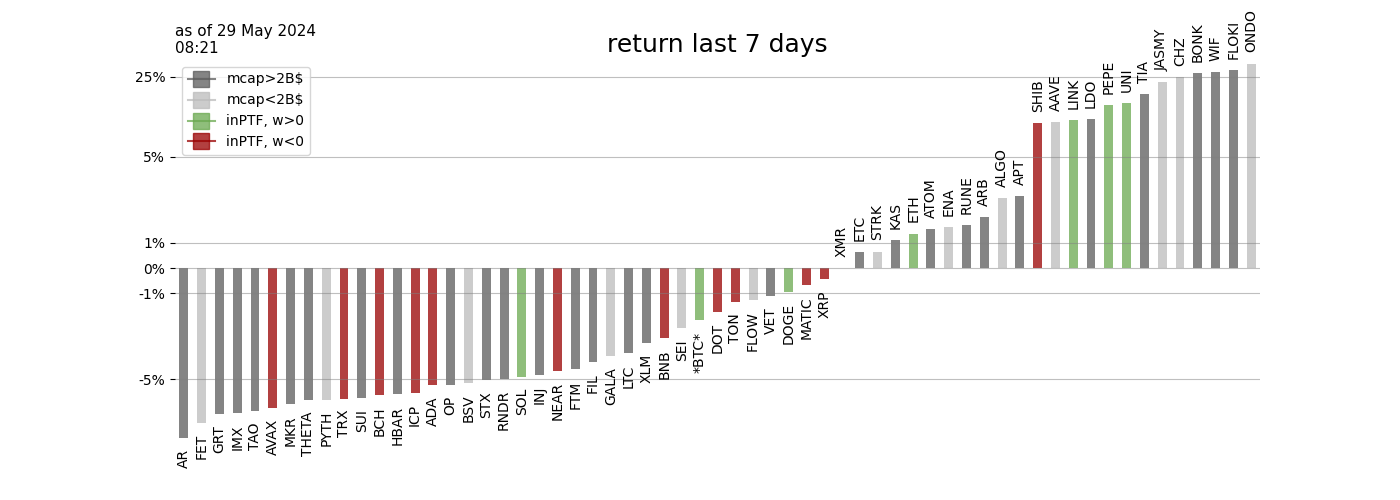 as of 29 May 2024
08:21
return last 7 days
mcap>2B$
mcap<2B$
inPTF, w>0
inPTF, w<0
25%
5%
1%
0%
-1%
-5%
AR
FET
GRT
IMX
TAO
AVAX
MKR
THETA
PYTH
TRX
SUI
BCH
HBAR
ICP
ADA
OP
BSV
STX
RNDR
SOL
INJ
NEAR
FTM
FIL
GALA
LTC
XLM
BNB
SEI
*BTC*
DOT
TON
FLOW
VET
DOGE
MATIC
XRP
XMR
ETC
STRK
KAS
ETH
ATOM
ENA
RUNE
ARB
ALGO
APT
SHIB
AAVE
LINK
LDO
PEPE
UNI
TIA
JASMY
CHZ
BONK
WIF
FLOKI
ONDO